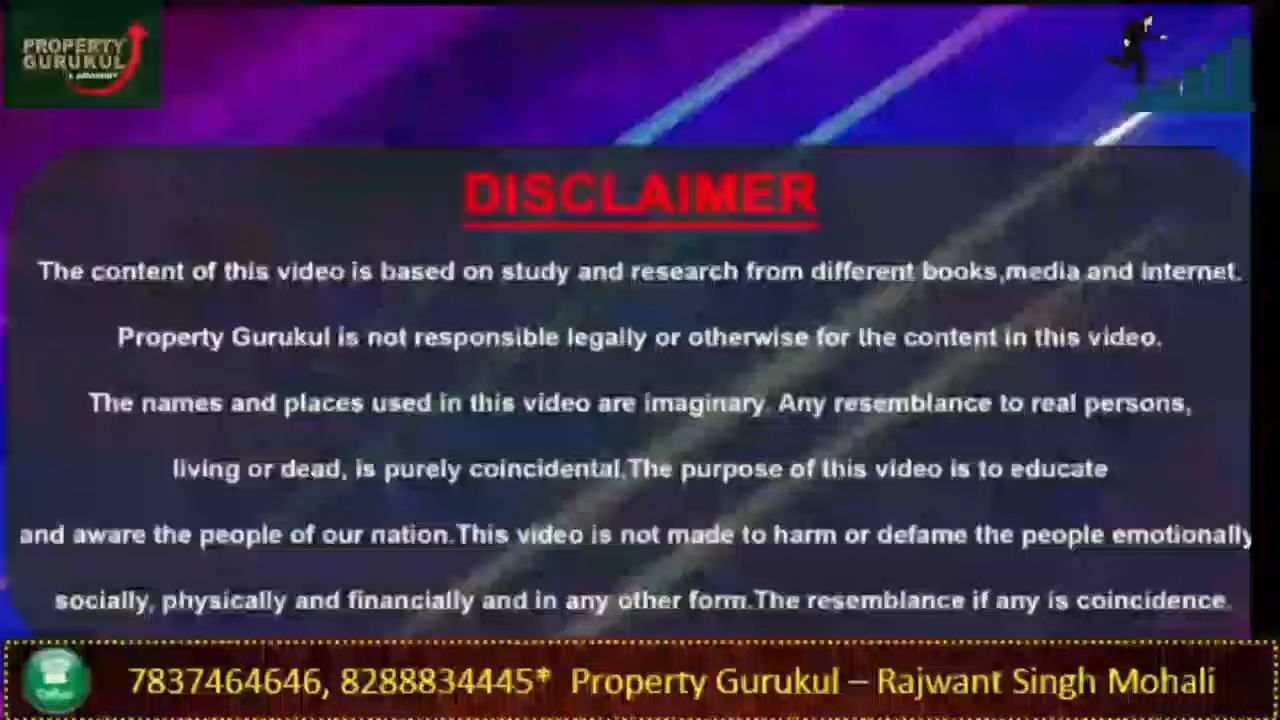 PROPERTY
GURUKUL
DISCLAIMER
The content of this video is based on study and research from different books,media and internet.
Property Gurukul is not responsible legally or otherwise for the content in this video.
The names and places used in this video are imaginary. Any resemblance to real persons,
living or dead, is purely coincidental.The purpose of this video is to educate
and aware the people of our nation.This video is not made to harm or defame the people emotionally
socially, physically and financially and in any other form.The resemblance if any is coincidence.
7837464646, 8288834445* Property Gurukul – Rajwant Singh Mohali